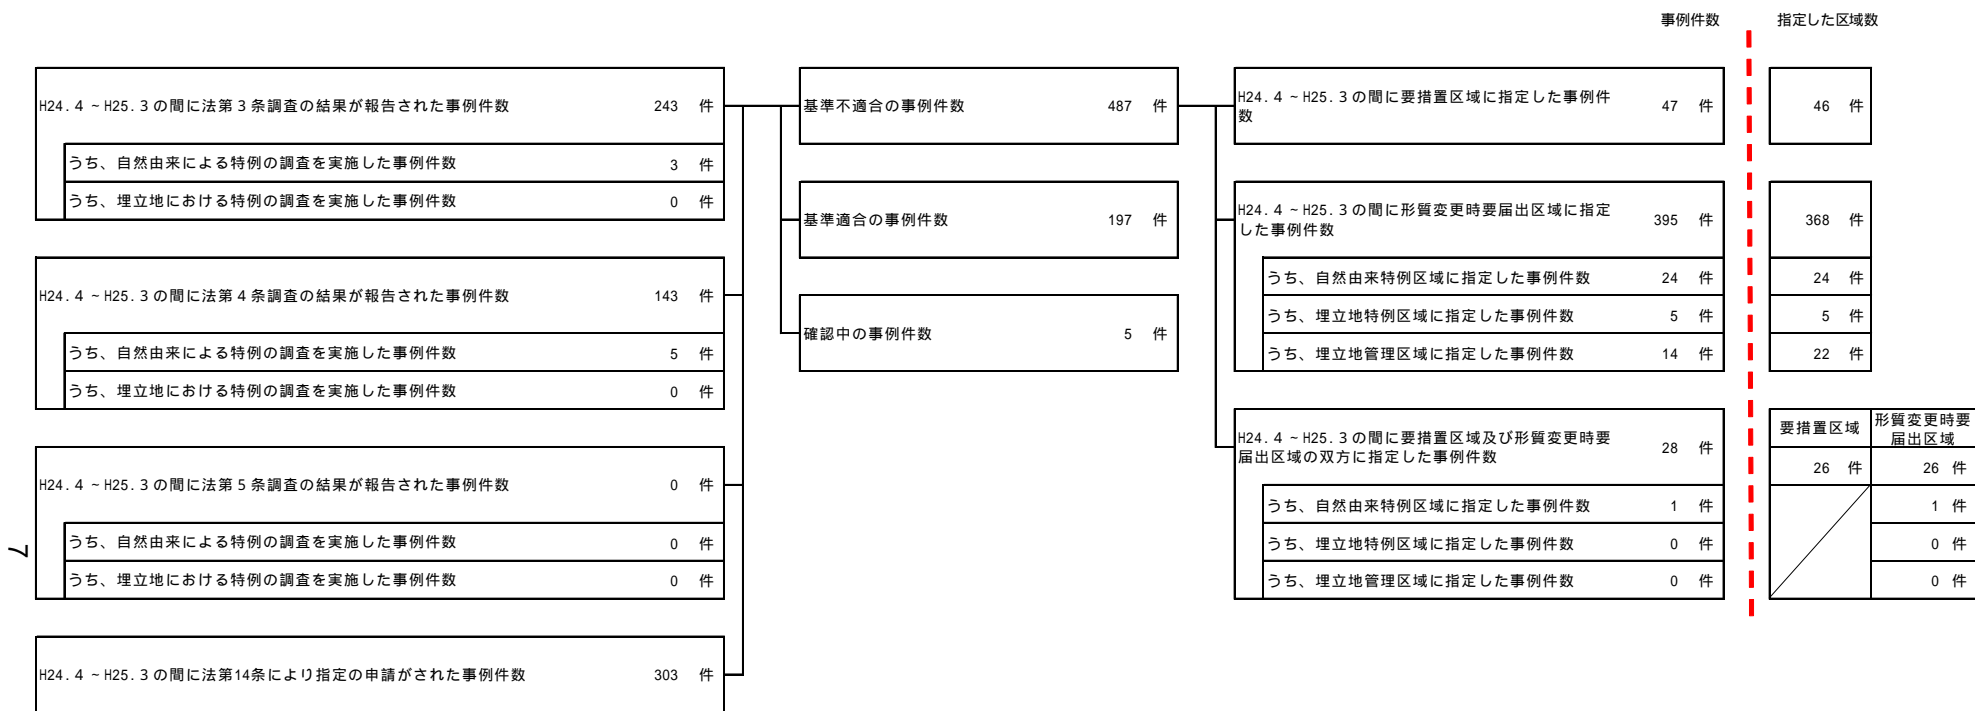 事例件数
指定した区域数
H24.4~H25.3の間に法第3条調査の結果が報告された事例件数 243 件
うち、自然由来による特例の調査を実施した事例件数 3 件
うち、埋立地における特例の調査を実施した事例件数 0 件
H24.4~H25.3の間に法第4条調査の結果が報告された事例件数 143 件
うち、自然由来による特例の調査を実施した事例件数 5 件
うち、埋立地における特例の調査を実施した事例件数 0 件
H24.4~H25.3の間に法第5条調査の結果が報告された事例件数 0 件
うち、自然由来による特例の調査を実施した事例件数 0 件
うち、埋立地における特例の調査を実施した事例件数 0 件
H24.4~H25.3の間に法第14条により指定の申請がされた事例件数 303 件
基準不適合の事例件数 487 件
基準適合の事例件数 197 件
確認中の事例件数 5 件
H24.4~H25.3の間に要措置区域に指定した事例件
数 47 件
46 件
H24.4~H25.3の間に形質変更時要届出区域に指定
した事例件数 395 件
368 件
うち、自然由来特例区域に指定した事例件数 24 件
24 件
うち、埋立地特例区域に指定した事例件数 5 件
5 件
うち、埋立地管理区域に指定した事例件数 14 件
22 件
H24.4~H25.3の間に要措置区域及び形質変更時要
届出区域の双方に指定した事例件数 28 件
要措置区域
形質変更時要
届出区域
26 件
26 件
うち、自然由来特例区域に指定した事例件数 1 件
1 件
うち、埋立地特例区域に指定した事例件数 0 件
0 件
うち、埋立地管理区域に指定した事例件数 0 件
0 件
7